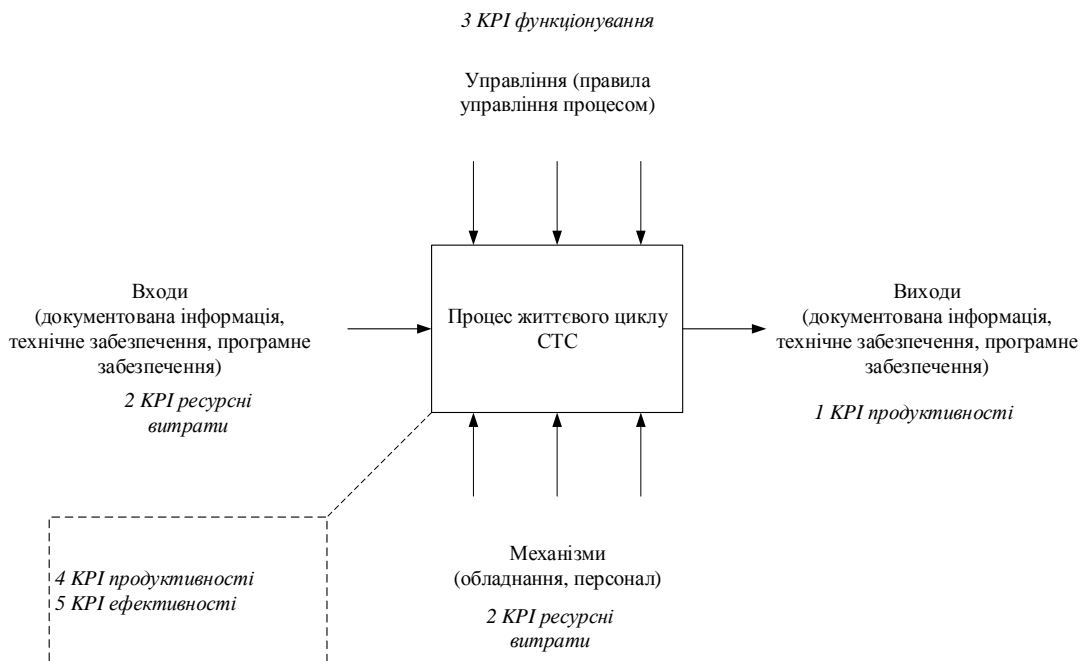 3 KPI функціонування
Управління (правила
управління процесом)
Входи
(документована інформація,
технічне забезпечення, програмне
забезпечення)
2 KPI ресурсні
витрати
Процес життєвого циклу
СТС
Виходи
(документована інформація,
технічне забезпечення, програмне
забезпечення)
1 KPI продуктивності
4 KPI продуктивності
5 KPI ефективності
Механізми
(обладнання, персонал)
2 KPI ресурсні
витрати